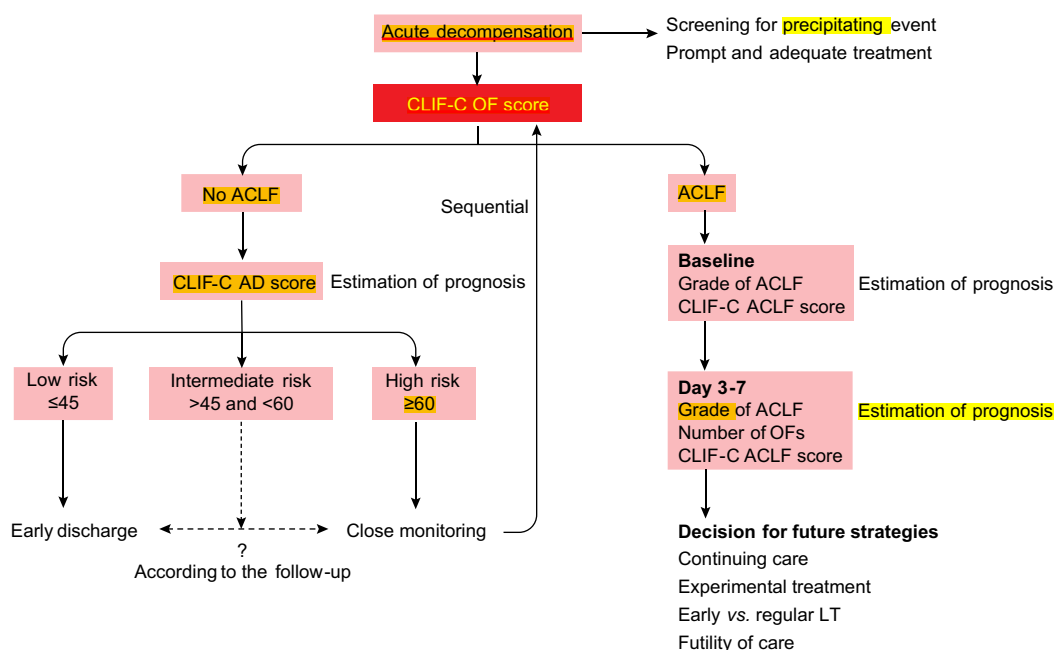 Acute decompensation
Screening for precipitating event
Prompt and adequate treatment
CLIF-C OF score
No ACLF
Sequential
ACLF
CLIF-C AD score
Estimation of prognosis
Baseline
Grade of ACLF
CLIF-C ACLF score
Estimation of prognosis
Low risk
≤45
Intermediate risk
>45 and <60
High risk
≥60
Day 3-7
Grade of ACLF
Number of OFs
CLIF-C ACLF score
Estimation of prognosis
Early discharge
Close monitoring
?
According to the follow-up
Decision for future strategies
Continuing care
Experimental treatment
Early vs. regular LT
Futility of care